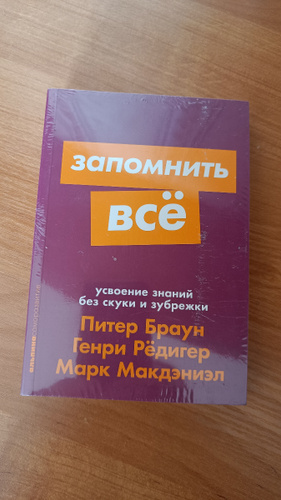 запомнить
всё
усвоение знаний
без скуки и зубрежки
Питер Браун
Генри Рёдигер
Марк Макдэниэл